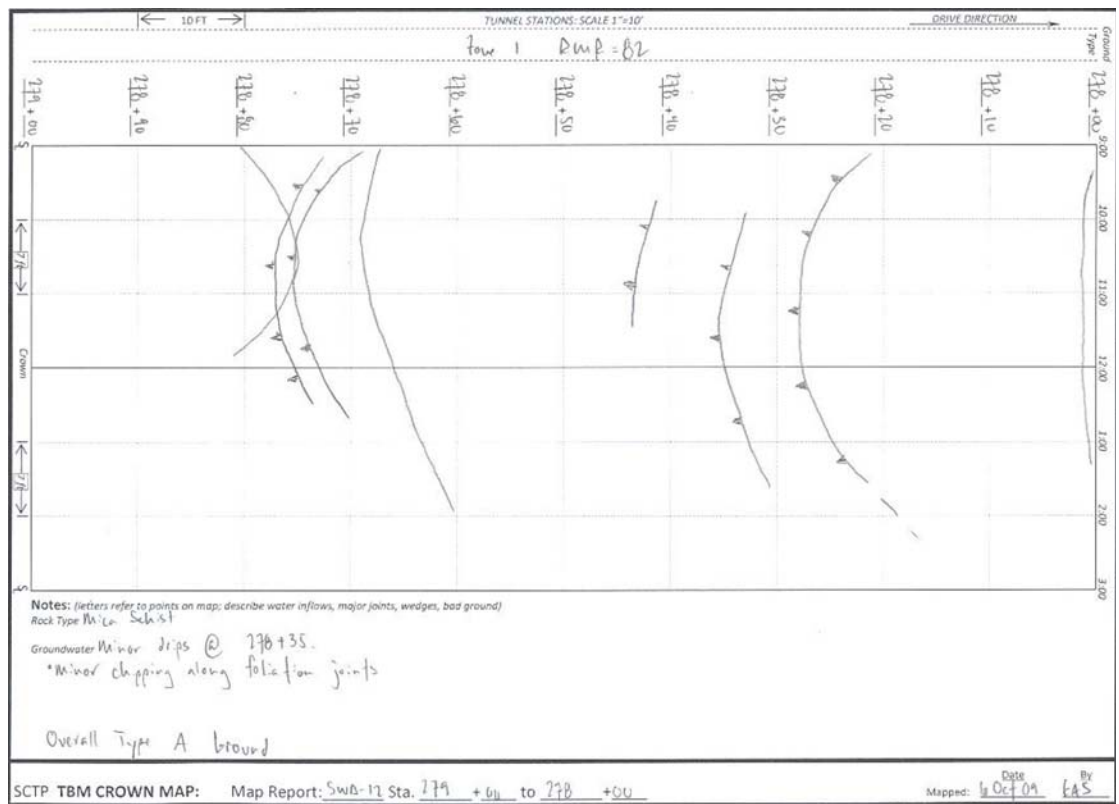 10 FT TUNNEL STATIONS: SCALE 1"=10' DRIVE DIRECTION
Ground Type
Zone 1 RMR = 82
279 + 00 278 + 90 278 + 80 278 + 70 278 + 60 278 + 50 278 + 40 278 + 30 278 + 20 278 + 10 278 + 00
9:00
10:00
11:00
Crown 12:00
1:00
2:00
3:00
Notes: (letters refer to points on map; describe water inflows, major joints, wedges, bad ground)
Rock Type Mica Schist
Groundwater Minor drips @ 278+35.
*Minor chipping along foliation joints
Overall Type A Ground
SCTP TBM CROWN MAP: Map Report: SWD-12 Sta. 279 + 00 to 278 +00 Mapped: Date 6 Oct 09 By EAS